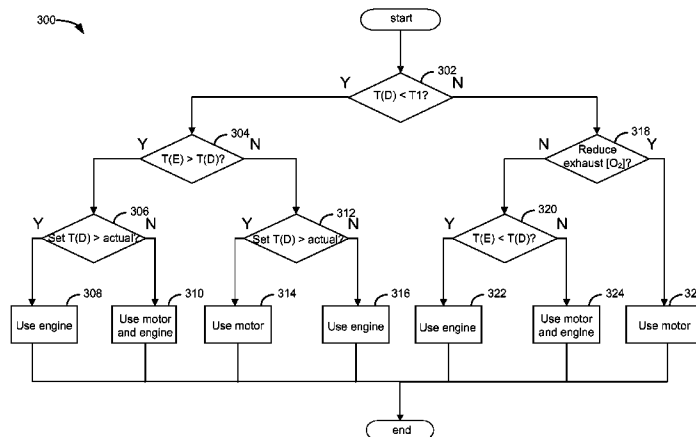 300
start
302
Y
T(D) < T1?
N
304
318
Y
T(E) > T(D)?
N
N
Reduce
exhaust [O₂]?
Y
306
312
320
Y
Set T(D) > actual?
N
Y
Set T(D) > actual?
N
Y
T(E) < T(D)?
N
308
310
314
316
322
324
Use engine
Use motor
and engine
Use motor
Use engine
Use engine
Use motor
and engine
Use motor
end